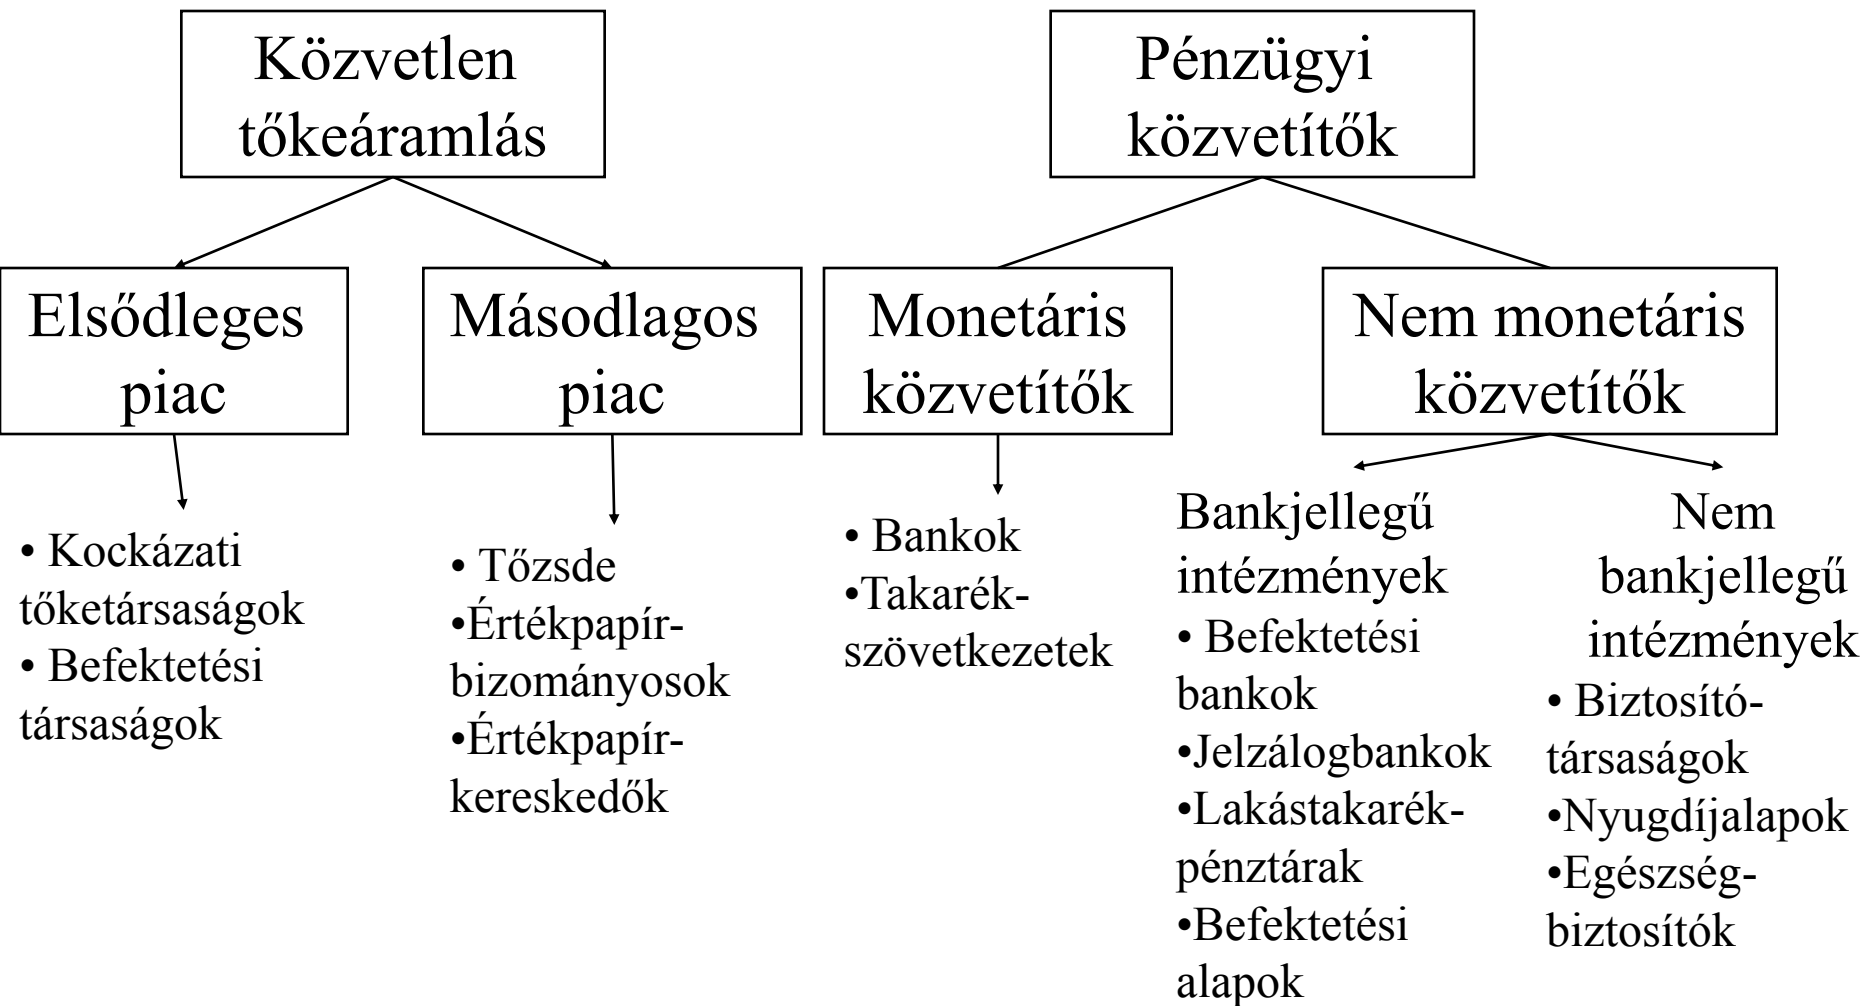 Közvetlen
tőkeáramlás
Pénzügyi
közvetítők
Elsődleges
piac
Másodlagos
piac
Monetáris
közvetítők
Nem monetáris
közvetítők
• Kockázati
tőketársaságok
• Befektetési
társaságok
• Tőzsde
•Értékpapír-
bizományosok
•Értékpapír-
kereskedők
• Bankok
•Takarék-
szövetkezetek
Bankjellegű
intézmények
• Befektetési
bankok
•Jelzálogbankok
•Lakástakarék-
pénztárak
•Befektetési
alapok
Nem
bankjellegű
intézmények
• Biztosító-
társaságok
•Nyugdíjalapok
•Egészség-
biztosítók